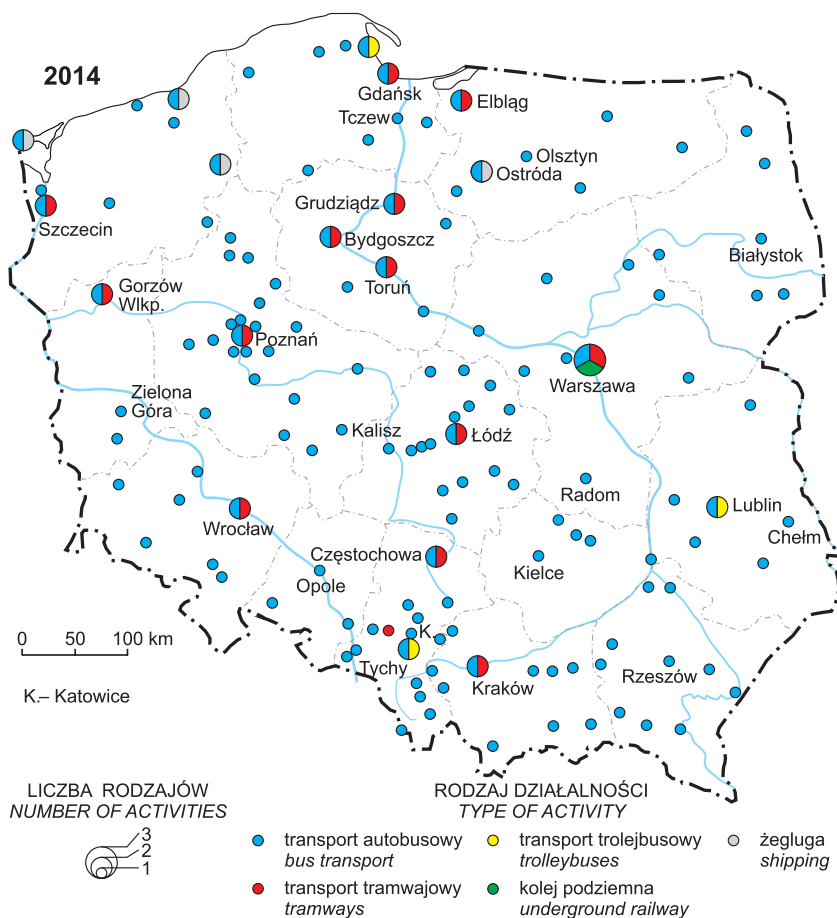 2014
Gdańsk
Elbląg
Tczew
Olsztyn
Ostróda
Grudziądz
Szczecin
Bydgoszcz
Białystok
Toruń
Gorzów
Wlkp.
Poznań
Warszawa
Zielona
Góra
Kalisz
Łódź
Radom
Lublin
Wrocław
Chełm
Częstochowa
Kielce
Opole
K.
Tychy
Kraków
Rzeszów
0 50 100 km
K.– Katowice
LICZBA RODZAJÓW
NUMBER OF ACTIVITIES
3
2
1
RODZAJ DZIAŁALNOŚCI
TYPE OF ACTIVITY
transport autobusowy
bus transport
transport trolejbusowy
trolleybuses
żegluga
shipping
transport tramwajowy
tramways
kolej podziemna
underground railway